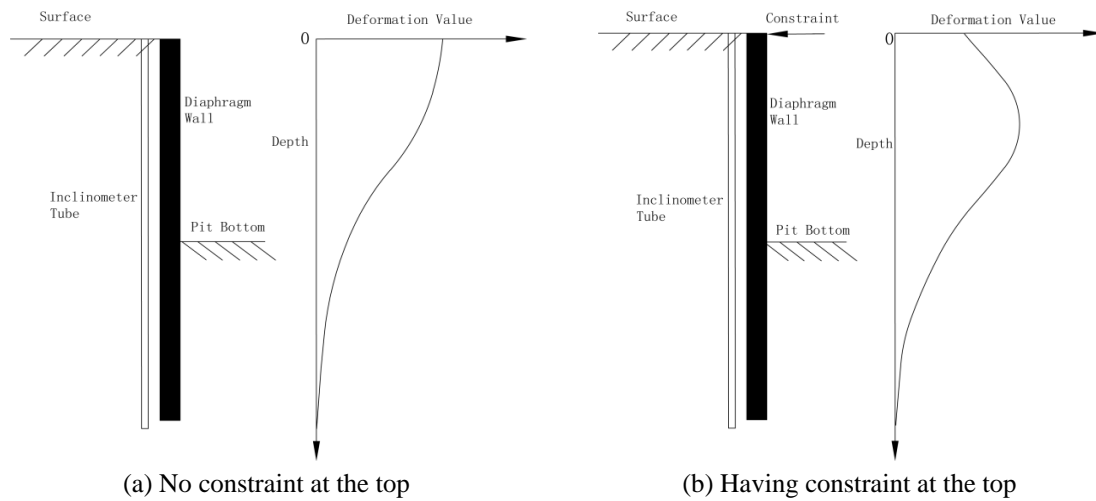 Surface
Deformation Value
0
Diaphragm
Wall
Depth
Inclinometer
Tube
Pit Bottom
(a) No constraint at the top
Surface
Constraint
Deformation Value
0
Diaphragm
Wall
Depth
Inclinometer
Tube
Pit Bottom
(b) Having constraint at the top